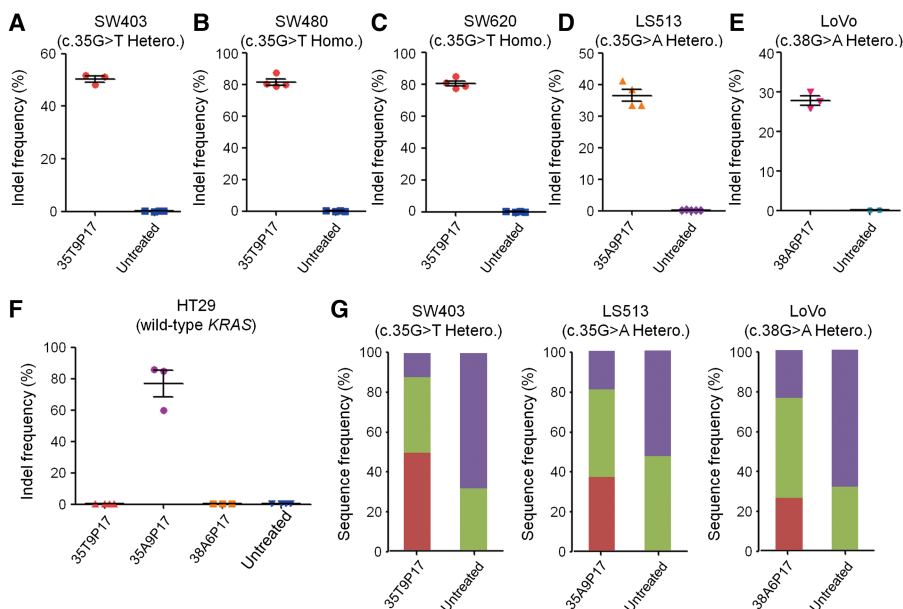 A
SW403
(c.35G>T Hetero.)
Indel frequency (%)
60
40
20
0
35T9P17
Untreated
B
SW480
(c.35G>T Homo.)
Indel frequency (%)
100
80
60
40
20
0
35T9P17
Untreated
C
SW620
(c.35G>T Homo.)
Indel frequency (%)
100
80
60
40
20
0
35T9P17
Untreated
D
LS513
(c.35G>A Hetero.)
Indel frequency (%)
50
40
30
20
10
0
35A9P17
Untreated
E
LoVo
(c.38G>A Hetero.)
Indel frequency (%)
40
30
20
10
0
38A6P17
Untreated
F
HT29
(wild-type KRAS)
Indel frequency (%)
100
80
60
40
20
0
35T9P17
35A9P17
38A6P17
Untreated
G
SW403
(c.35G>T Hetero.)
Sequence frequency (%)
100
80
60
40
20
0
35T9P17
Untreated
LS513
(c.35G>A Hetero.)
Sequence frequency (%)
100
80
60
40
20
0
35A9P17
Untreated
LoVo
(c.38G>A Hetero.)
Sequence frequency (%)
100
80
60
40
20
0
38A6P17
Untreated